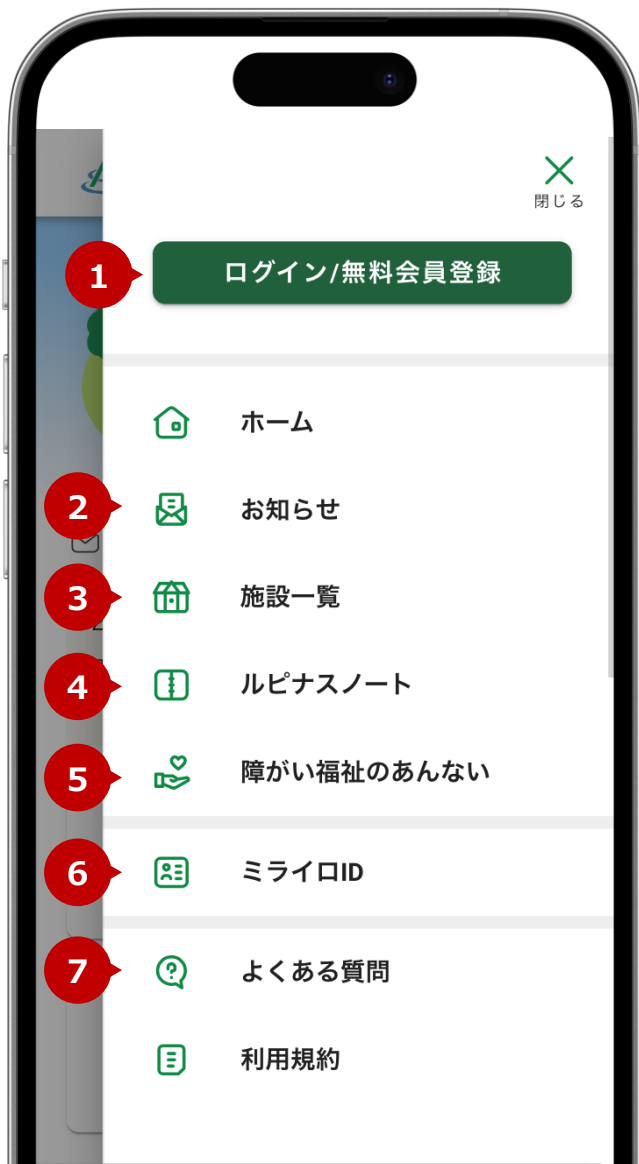 閉じる
1 ログイン/無料会員登録
ホーム
2 お知らせ
3 施設一覧
4 ルピナスノート
5 障がい福祉のあんない
6 ミライロID
7 よくある質問
利用規約